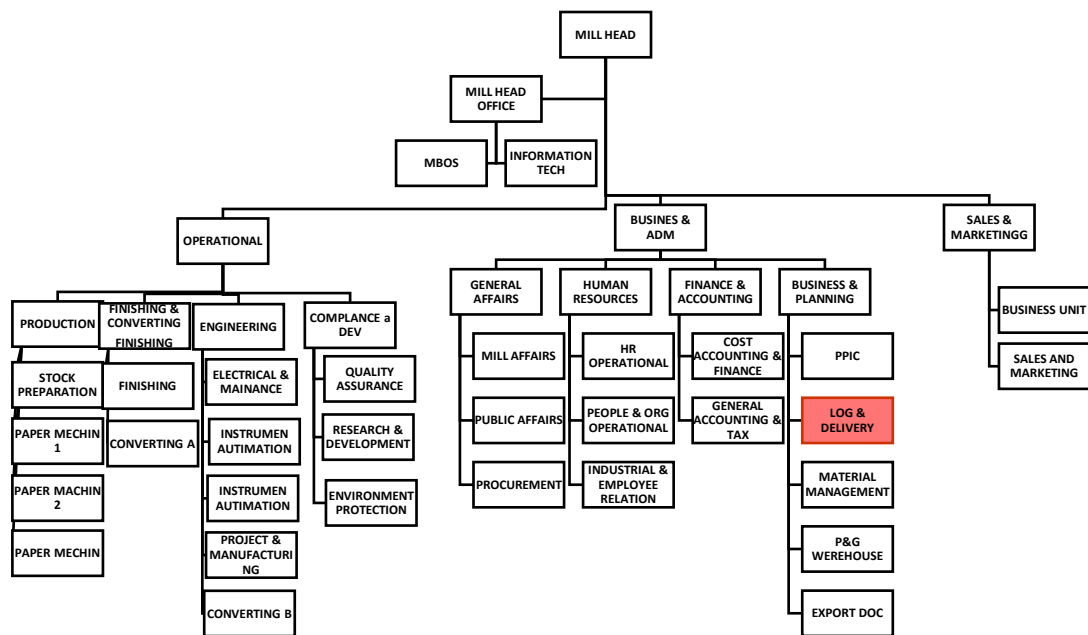 MILL HEAD
MILL HEAD
OFFICE
MBOS
INFORMATION
TECH
OPERATIONAL
BUSINES &
ADM
SALES &
MARKETINGG
PRODUCTION
FINISHING &
CONVERTING
FINISHING
ENGINEERING
COMPLANCE a
DEV
GENERAL
AFFAIRS
HUMAN
RESOURCES
FINANCE &
ACCOUNTING
BUSINESS &
PLANNING
BUSINESS UNIT
SALES AND
MARKETING
STOCK
PREPARATION
PAPER MECHIN
1
PAPER MACHIN
2
PAPER MECHIN
FINISHING
CONVERTING A
ELECTRICAL &
MAINANCE
INSTRUMEN
AUTIMATION
INSTRUMEN
AUTIMATION
PROJECT &
MANUFACTURI
NG
CONVERTING B
QUALITY
ASSURANCE
RESEARCH &
DEVELOPMENT
ENVIRONMENT
PROTECTION
MILL AFFAIRS
PUBLIC AFFAIRS
PROCUREMENT
HR
OPERATIONAL
PEOPLE & ORG
OPERATIONAL
INDUSTRIAL &
EMPLOYEE
RELATION
COST
ACCOUNTING &
FINANCE
GENERAL
ACCOUNTING &
TAX
PPIC
LOG &
DELIVERY
MATERIAL
MANAGEMENT
P&G
WEREHOUSE
EXPORT DOC